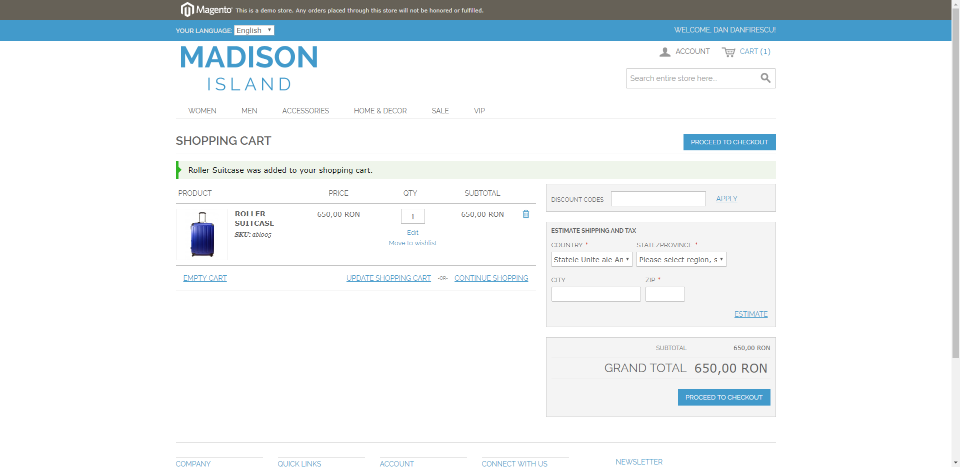 Magento This is a demo store. Any orders placed through this store will not be honored or fulfilled.
YOUR LANGUAGE: English WELCOME, DAN DANFIRESCU!
MADISON
ISLAND
ACCOUNT CART (1)
Search entire store here...
WOMEN MEN ACCESSORIES HOME & DECOR SALE VIP
SHOPPING CART PROCEED TO CHECKOUT
Roller Suitcase was added to your shopping cart.
PRODUCT PRICE QTY SUBTOTAL
ROLLER SUITCASE
650,00 RON 1 650,00 RON
SKU: abl005
Edit
Move to wishlist
EMPTY CART UPDATE SHOPPING CART -OR- CONTINUE SHOPPING
DISCOUNT CODES APPLY
ESTIMATE SHIPPING AND TAX
COUNTRY * STATE/PROVINCE *
Statele Unite ale An Please select region, s
CITY ZIP *
ESTIMATE
SUBTOTAL 650,00 RON
GRAND TOTAL 650,00 RON
PROCEED TO CHECKOUT
COMPANY QUICK LINKS ACCOUNT CONNECT WITH US NEWSLETTER